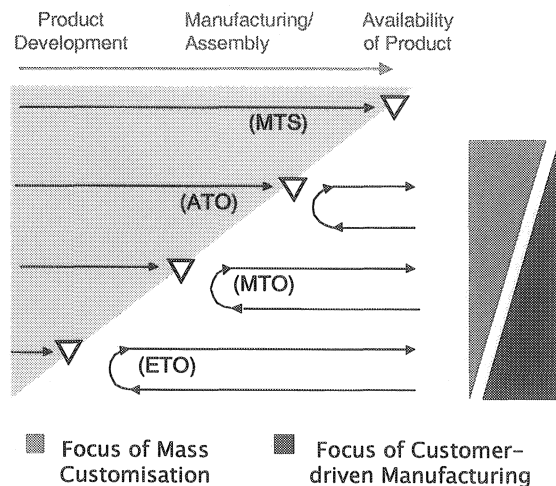 Product Development
Manufacturing/ Assembly
Availability of Product
(MTS)
(ATO)
(MTO)
(ETO)
Focus of Mass Customisation
Focus of Customer-driven Manufacturing